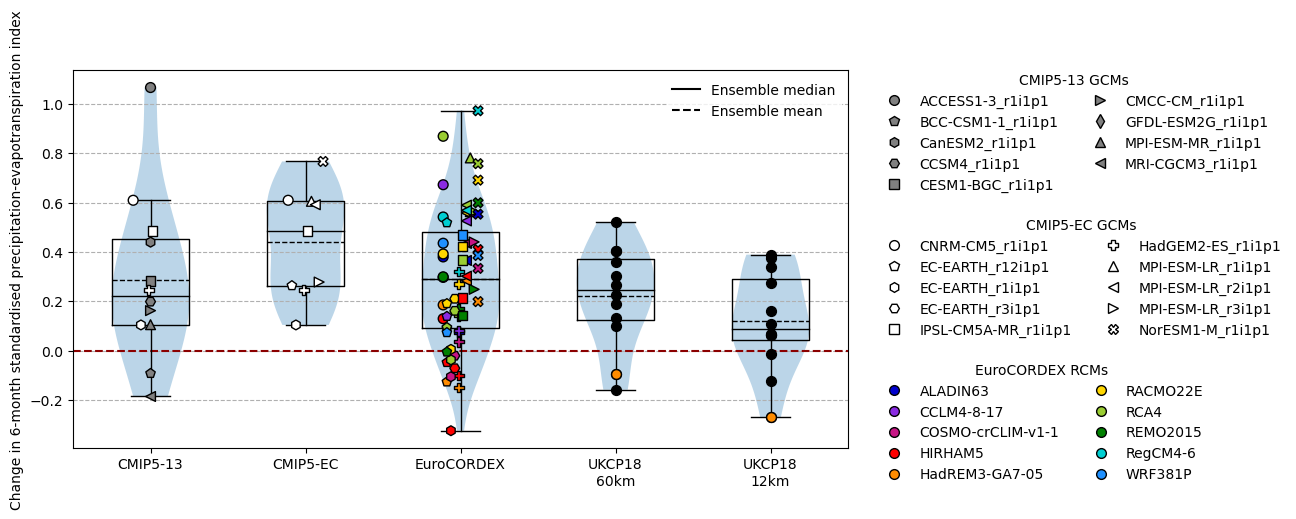 Change in 6-month standardised precipitation-evapotranspiration index
1.0
0.8
0.6
0.4
0.2
0.0
−0.2
Ensemble median
Ensemble mean
CMIP5-13
CMIP5-EC
EuroCORDEX
UKCP18
60km
UKCP18
12km
CMIP5-13 GCMs
ACCESS1-3_r1i1p1
BCC-CSM1-1_r1i1p1
CanESM2_r1i1p1
CCSM4_r1i1p1
CESM1-BGC_r1i1p1
CMCC-CM_r1i1p1
GFDL-ESM2G_r1i1p1
MPI-ESM-MR_r1i1p1
MRI-CGCM3_r1i1p1
CMIP5-EC GCMs
CNRM-CM5_r1i1p1
EC-EARTH_r12i1p1
EC-EARTH_r1i1p1
EC-EARTH_r3i1p1
IPSL-CM5A-MR_r1i1p1
HadGEM2-ES_r1i1p1
MPI-ESM-LR_r1i1p1
MPI-ESM-LR_r2i1p1
MPI-ESM-LR_r3i1p1
NorESM1-M_r1i1p1
EuroCORDEX RCMs
ALADIN63
CCLM4-8-17
COSMO-crCLIM-v1-1
HIRHAM5
HadREM3-GA7-05
RACMO22E
RCA4
REMO2015
RegCM4-6
WRF381P